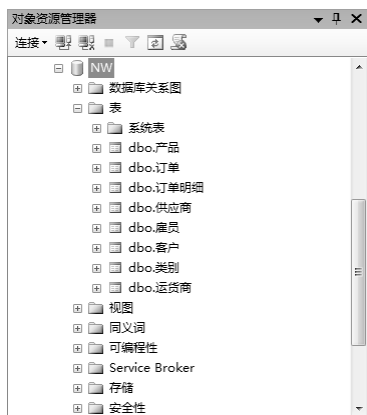 对象资源管理器
连接
NW
数据库关系图
表
系统表
dbo.产品
dbo.订单
dbo.订单明细
dbo.供应商
dbo.雇员
dbo.客户
dbo.类别
dbo.运货商
视图
同义词
可编程性
Service Broker
存储
安全性